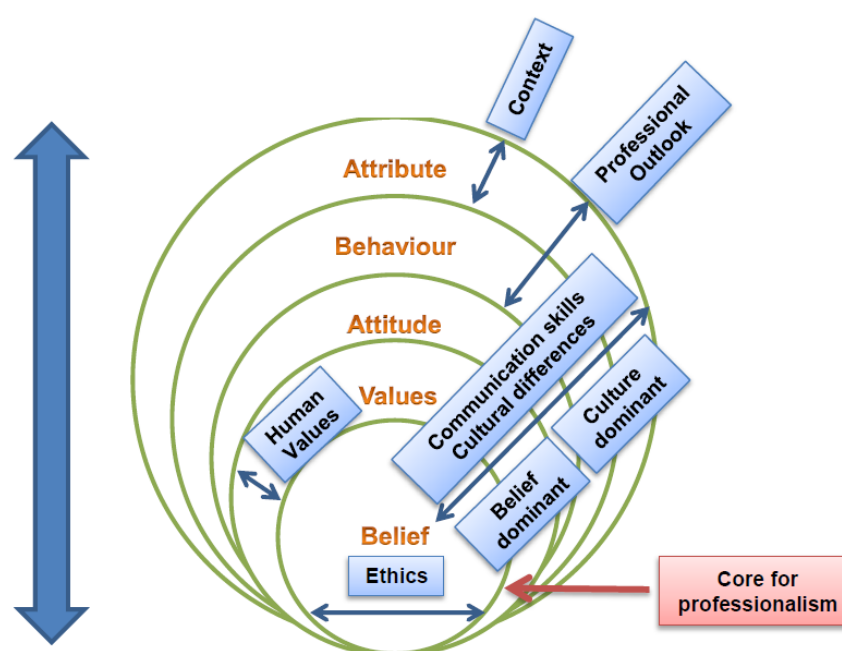 Context
Professional
Outlook
Attribute
Behaviour
Attitude
Values
Human
Values
Communication skills
Cultural differences
Culture
dominant
Belief
dominant
Belief
Ethics
Core for
professionalism